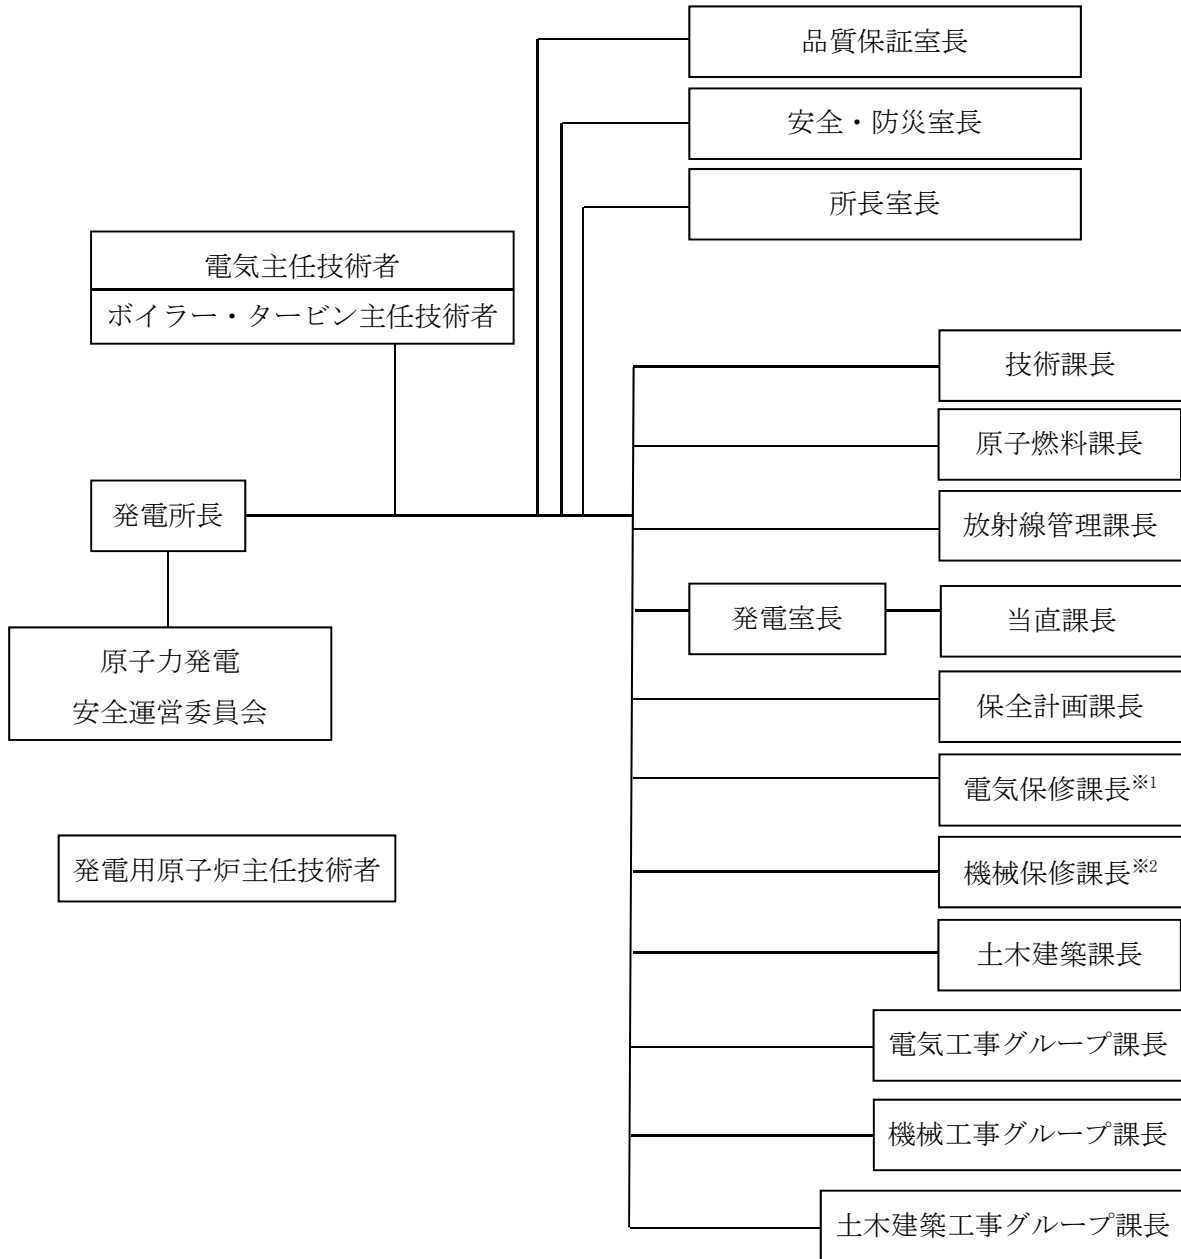 品質保証室長
安全・防災室長
所長室長
電気主任技術者
ボイラー・タービン主任技術者
技術課長
原子燃料課長
発電所長
放射線管理課長
発電室長
当直課長
原子力発電
安全運営委員会
保全計画課長
電気保修課長※1
発電用原子炉主任技術者
機械保修課長※2
土木建築課長
電気工事グループ課長
機械工事グループ課長
土木建築工事グループ課長